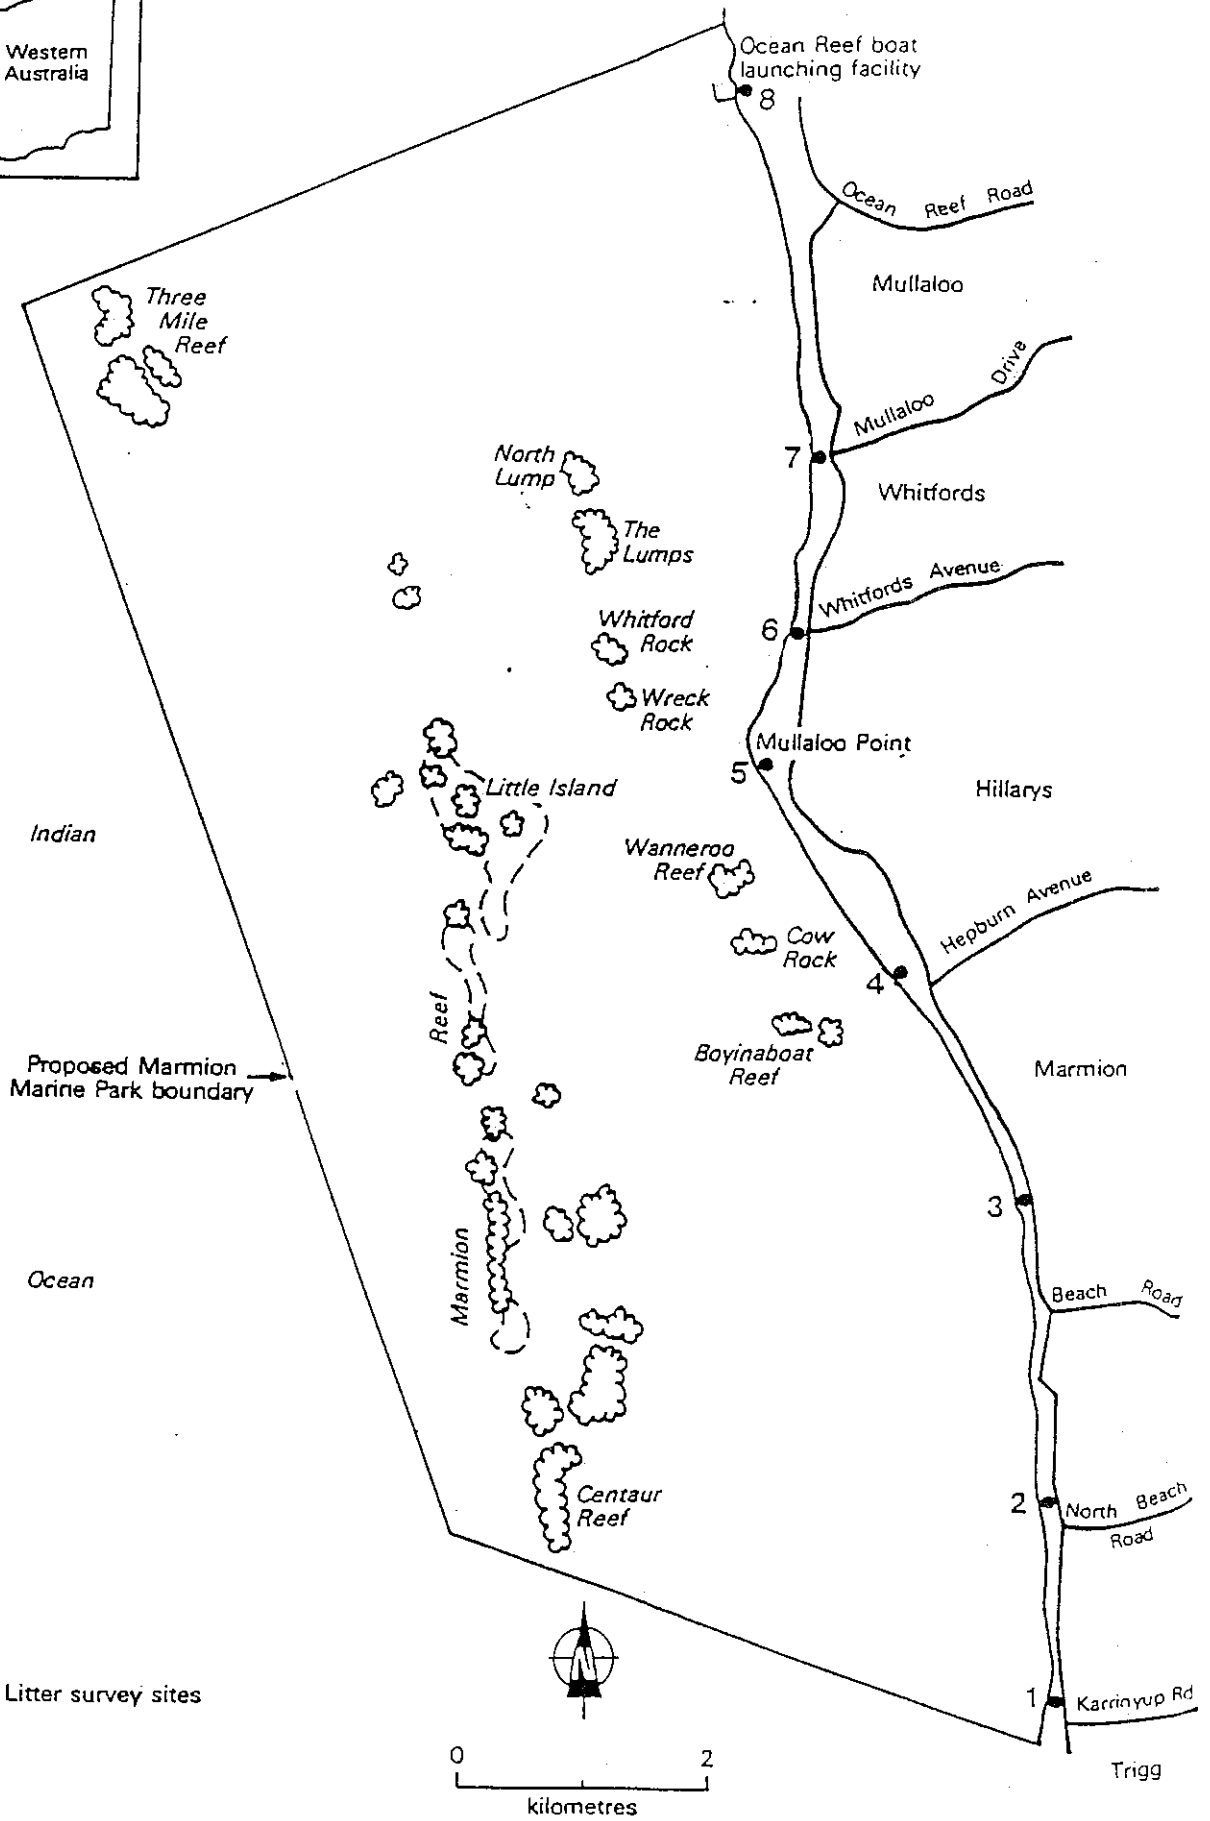 Western
Australia
Ocean Reef boat
launching facility
8
Ocean Reef Road
Mullaloo
Three
Mile
Reef
Mullaloo Drive
7
North
Lump
Whitfords
The
Lumps
Whitfords Avenue
Whitford
Rock
6
Wreck
Rock
Mullaloo Point
5
Little Island
Hillarys
Indian
Wanneroo
Reef
Hepburn Avenue
Cow
Rock
4
Reef
Boyinaboat
Reef
Proposed Marmion
Marine Park boundary
Marmion
3
Marmion
Ocean
Beach Road
Centaur
Reef
2
North Beach
Road
N
Litter survey sites
1
Karrinyup Rd
0 2
kilometres
Trigg